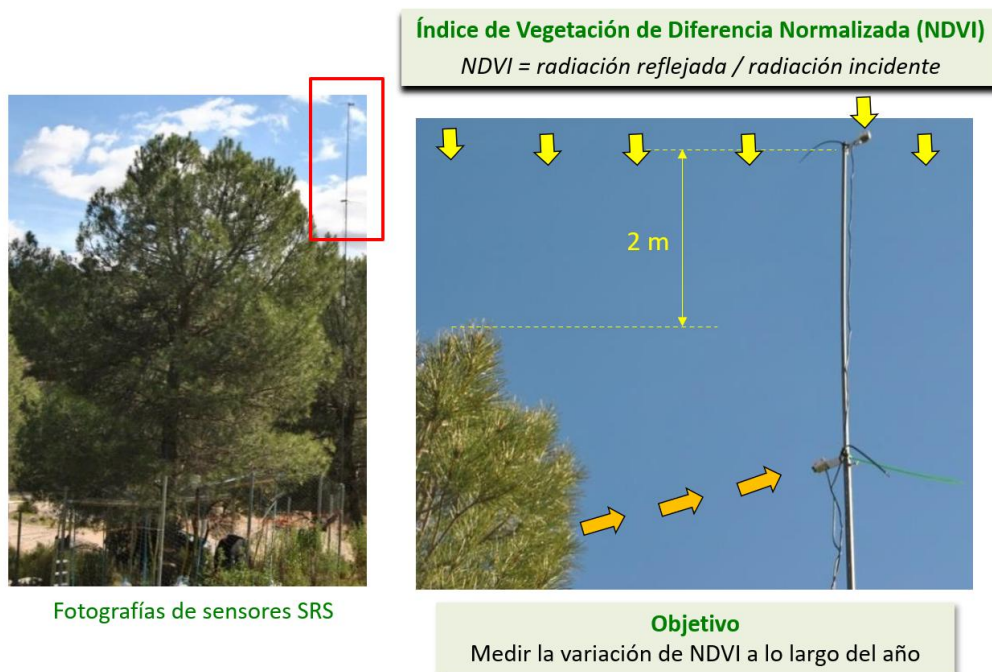 Índice de Vegetación de Diferencia Normalizada (NDVI)
NDVI = radiación reflejada / radiación incidente
2 m
Fotografías de sensores SRS
Objetivo
Medir la variación de NDVI a lo largo del año